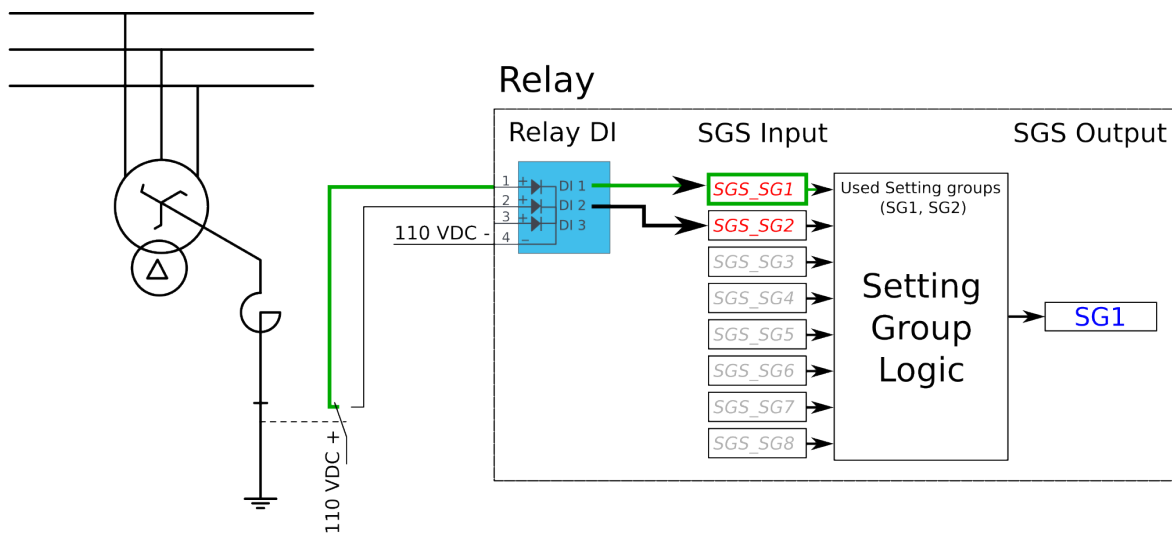 Relay
Relay DI
SGS Input
SGS Output
1 + DI 1
2 + DI 2
3 + DI 3
4 −
110 VDC -
110 VDC +
SGS_SG1
SGS_SG2
SGS_SG3
SGS_SG4
SGS_SG5
SGS_SG6
SGS_SG7
SGS_SG8
Used Setting groups
(SG1, SG2)
Setting
Group
Logic
SG1